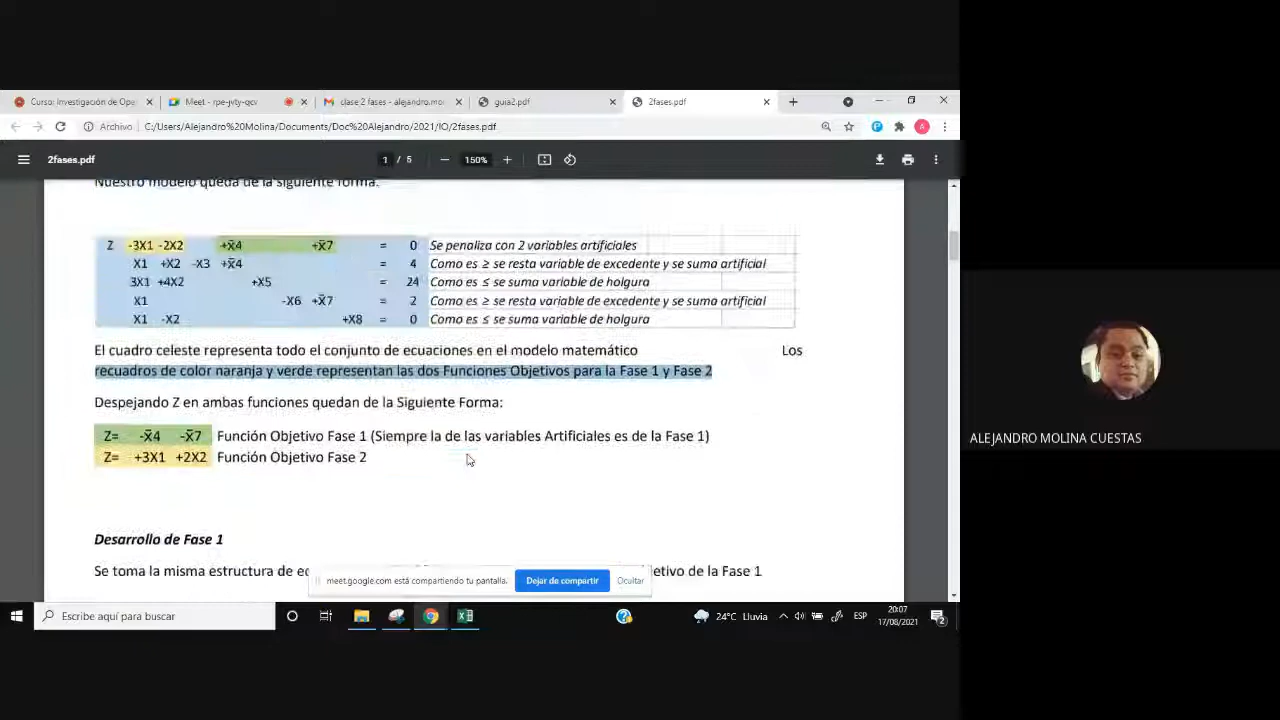 Curso: Investigación de Ope
Meet - rpe-jvty-qcv
clase 2 fases - alejandro.mo
guia2.pdf
2fases.pdf
Archivo
C:/Users/Alejandro%20Molina/Documents/Doc%20Alejandro/2021/IO/2fases.pdf
2fases.pdf
1 / 5
150%
Nuestro modelo queda de la siguiente forma:
Z -3X1 -2X2 +x̄4 +x̄7 = 0 Se penaliza con 2 variables artificiales
X1 +X2 -X3 +x̄4 = 4 Como es ≥ se resta variable de excedente y se suma artificial
3X1 +4X2 +X5 = 24 Como es ≤ se suma variable de holgura
X1 -X6 +X̄7 = 2 Como es ≥ se resta variable de excedente y se suma artificial
X1 -X2 +X8 = 0 Como es ≤ se suma variable de holgura
El cuadro celeste representa todo el conjunto de ecuaciones en el modelo matemático Los
recuadros de color naranja y verde representan las dos Funciones Objetivos para la Fase 1 y Fase 2
Despejando Z en ambas funciones quedan de la Siguiente Forma:
Z= -x̄4 -x̄7 Función Objetivo Fase 1 (Siempre la de las variables Artificiales es de la Fase 1)
Z= +3X1 +2X2 Función Objetivo Fase 2
Desarrollo de Fase 1
Se toma la misma estructura de ec
etivo de la Fase 1
meet.google.com está compartiendo tu pantalla.
Dejar de compartir
Ocultar
ALEJANDRO MOLINA CUESTAS
Escribe aquí para buscar
24°C Lluvia
ESP
20:07
17/08/2021
2